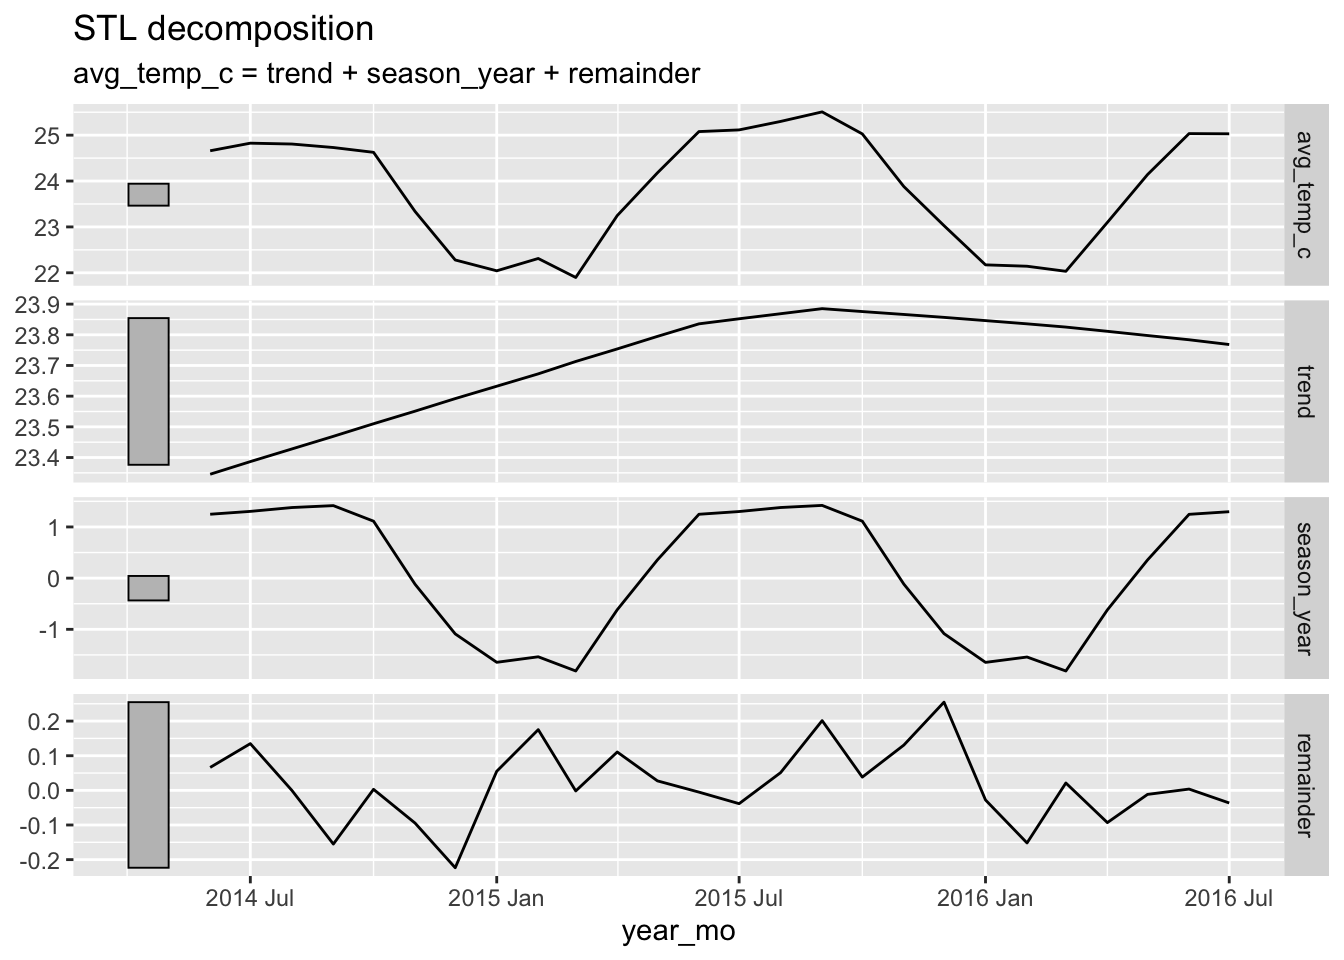 STL decomposition
avg_temp_c = trend + season_year + remainder
25
24
23
22
avg_temp_c
23.9
23.8
23.7
23.6
23.5
23.4
trend
1
0
-1
season_year
0.2
0.1
0.0
-0.1
-0.2
remainder
2014 Jul 2015 Jan 2015 Jul 2016 Jan 2016 Jul
year_mo